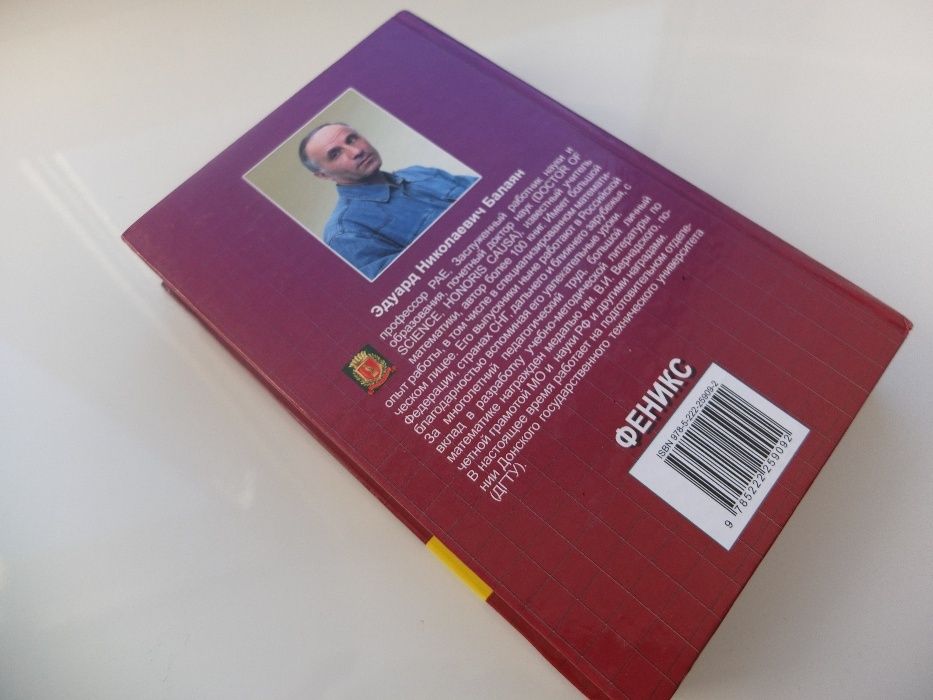 Эдуард Николаевич Балаян
профессор РАЕ. Заслуженный работник науки и
образования, почетный доктор наук (DOCTOR OF
SCIENCE, HONORIS CAUSA), известный учитель
математики, автор более 100 книг. Имеет большой
опыт работы, в том числе в специализированном математи-
ческом лицее. Его выпускники ныне работают в Российской
Федерации, странах СНГ, дальнего и ближнего зарубежья, с
благодарностью вспоминая его увлекательные уроки.
За многолетний педагогический труд, большой личный
вклад в разработку учебно-методической литературы по
математике награжден медалью им. В.И. Вернадского, по-
четной грамотой МО и науки РФ и другими наградами.
В настоящее время работает на подготовительном отделе-
нии Донского государственного технического университета
(ДГТУ).
ФЕНИКС
ISBN 978-5-222-25909-2
9 785222 259092